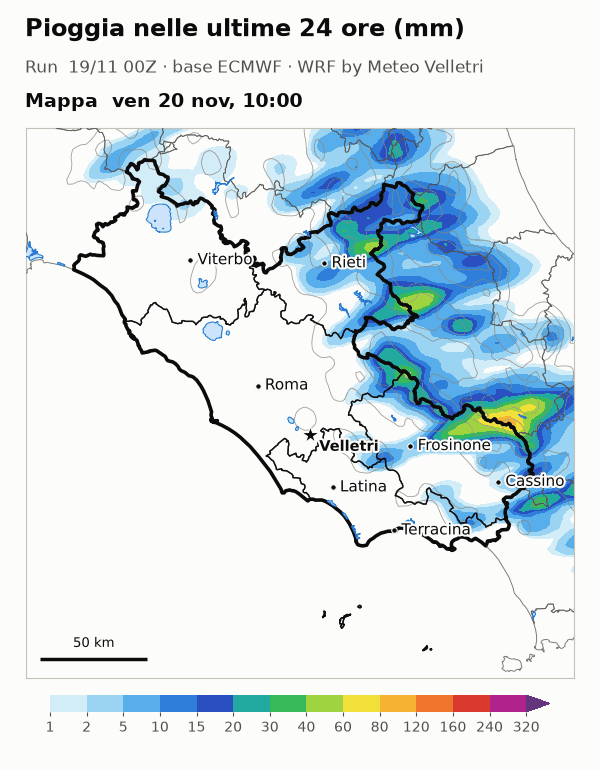 Pioggia nelle ultime 24 ore (mm)
Run 19/11 00Z · base ECMWF · WRF by Meteo Velletri
Mappa ven 20 nov, 10:00
Viterbo
Rieti
Roma
Velletri
Frosinone
Cassino
Latina
Terracina
50 km
1 2 5 10 15 20 30 40 60 80 120 160 240 320